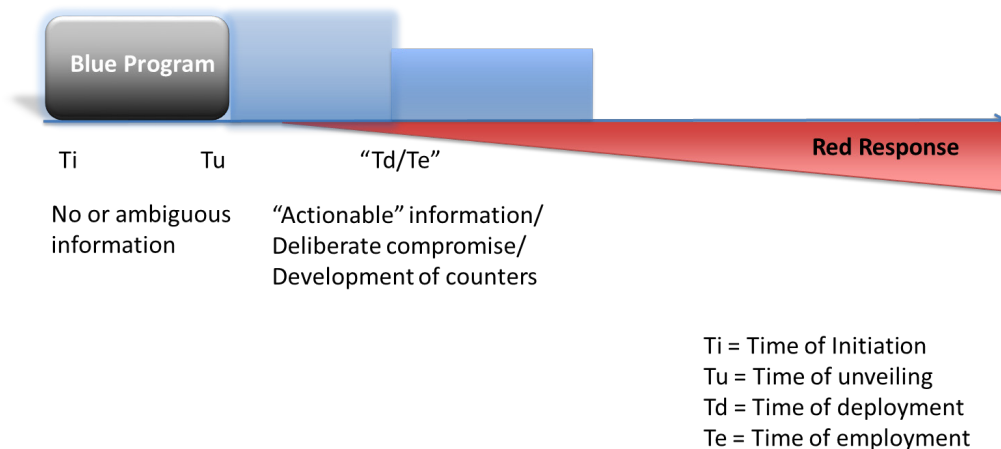 Blue Program
Red Response
Ti
Tu
“Td/Te”
No or ambiguous
information
“Actionable” information/
Deliberate compromise/
Development of counters
Ti = Time of Initiation
Tu = Time of unveiling
Td = Time of deployment
Te = Time of employment